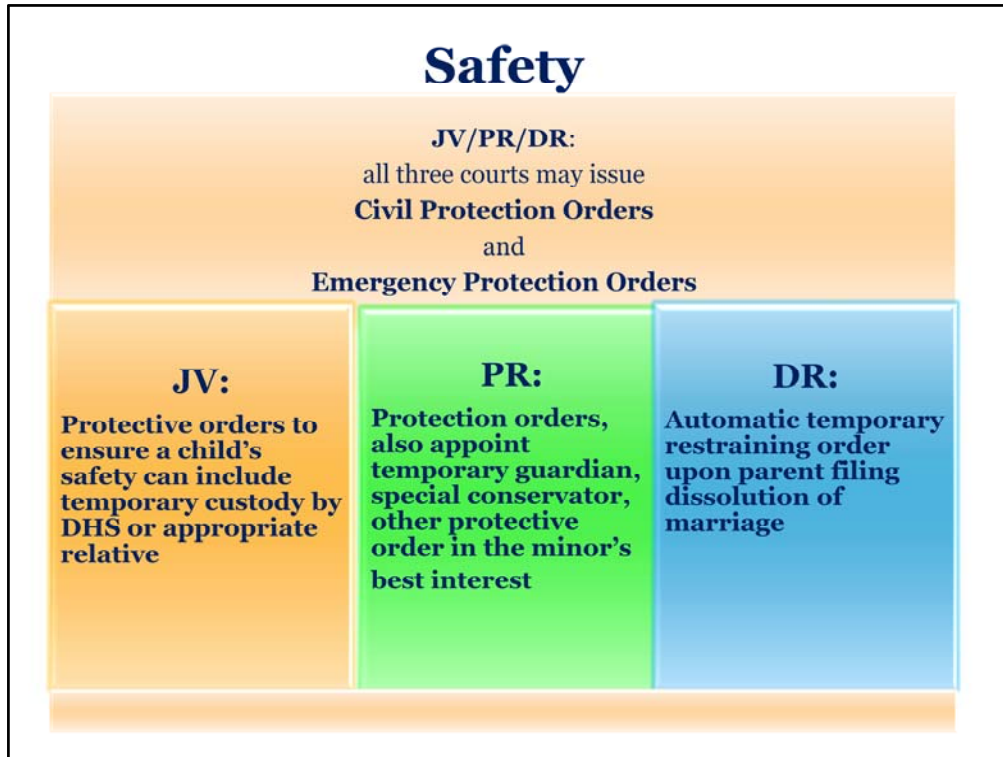 Safety
JV/PR/DR:
all three courts may issue
Civil Protection Orders
and
Emergency Protection Orders
JV:
Protective orders to
ensure a child's
safety can include
temporary custody by
DHS or appropriate
relative
PR:
Protection orders,
also appoint
temporary guardian,
special conservator,
other protective
order in the minor's
best interest
DR:
Automatic temporary
restraining order
upon parent filing
dissolution of
marriage